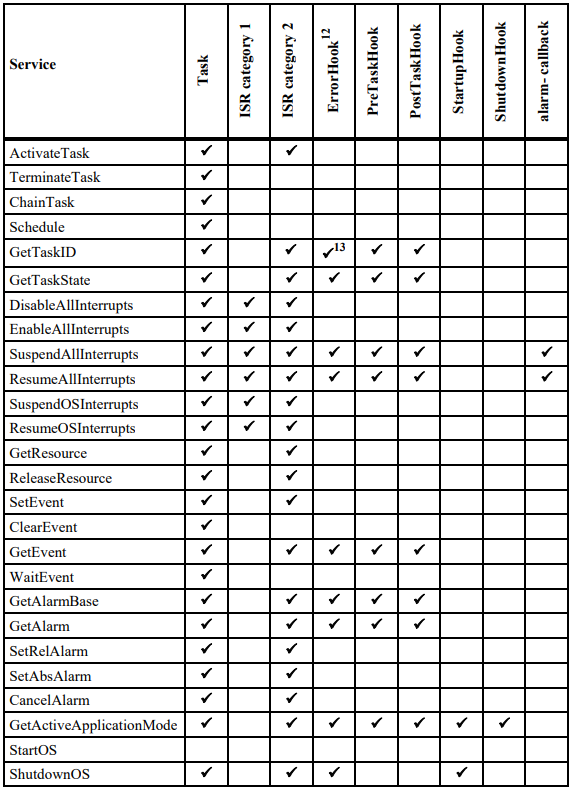 Service Task ISR category 1 ISR category 2 ErrorHook12 PreTaskHook PostTaskHook StartupHook ShutdownHook alarm- callback
ActivateTask ✔ ✔
TerminateTask ✔
ChainTask ✔
Schedule ✔
GetTaskID ✔ ✔ ✔13 ✔ ✔
GetTaskState ✔ ✔ ✔ ✔ ✔
DisableAllInterrupts ✔ ✔ ✔
EnableAllInterrupts ✔ ✔ ✔
SuspendAllInterrupts ✔ ✔ ✔ ✔ ✔ ✔ ✔
ResumeAllInterrupts ✔ ✔ ✔ ✔ ✔ ✔ ✔
SuspendOSInterrupts ✔ ✔ ✔
ResumeOSInterrupts ✔ ✔ ✔
GetResource ✔ ✔
ReleaseResource ✔ ✔
SetEvent ✔ ✔
ClearEvent ✔
GetEvent ✔ ✔ ✔ ✔ ✔
WaitEvent ✔
GetAlarmBase ✔ ✔ ✔ ✔ ✔
GetAlarm ✔ ✔ ✔ ✔ ✔
SetRelAlarm ✔ ✔
SetAbsAlarm ✔ ✔
CancelAlarm ✔ ✔
GetActiveApplicationMode ✔ ✔ ✔ ✔ ✔ ✔ ✔
StartOS
ShutdownOS ✔ ✔ ✔ ✔